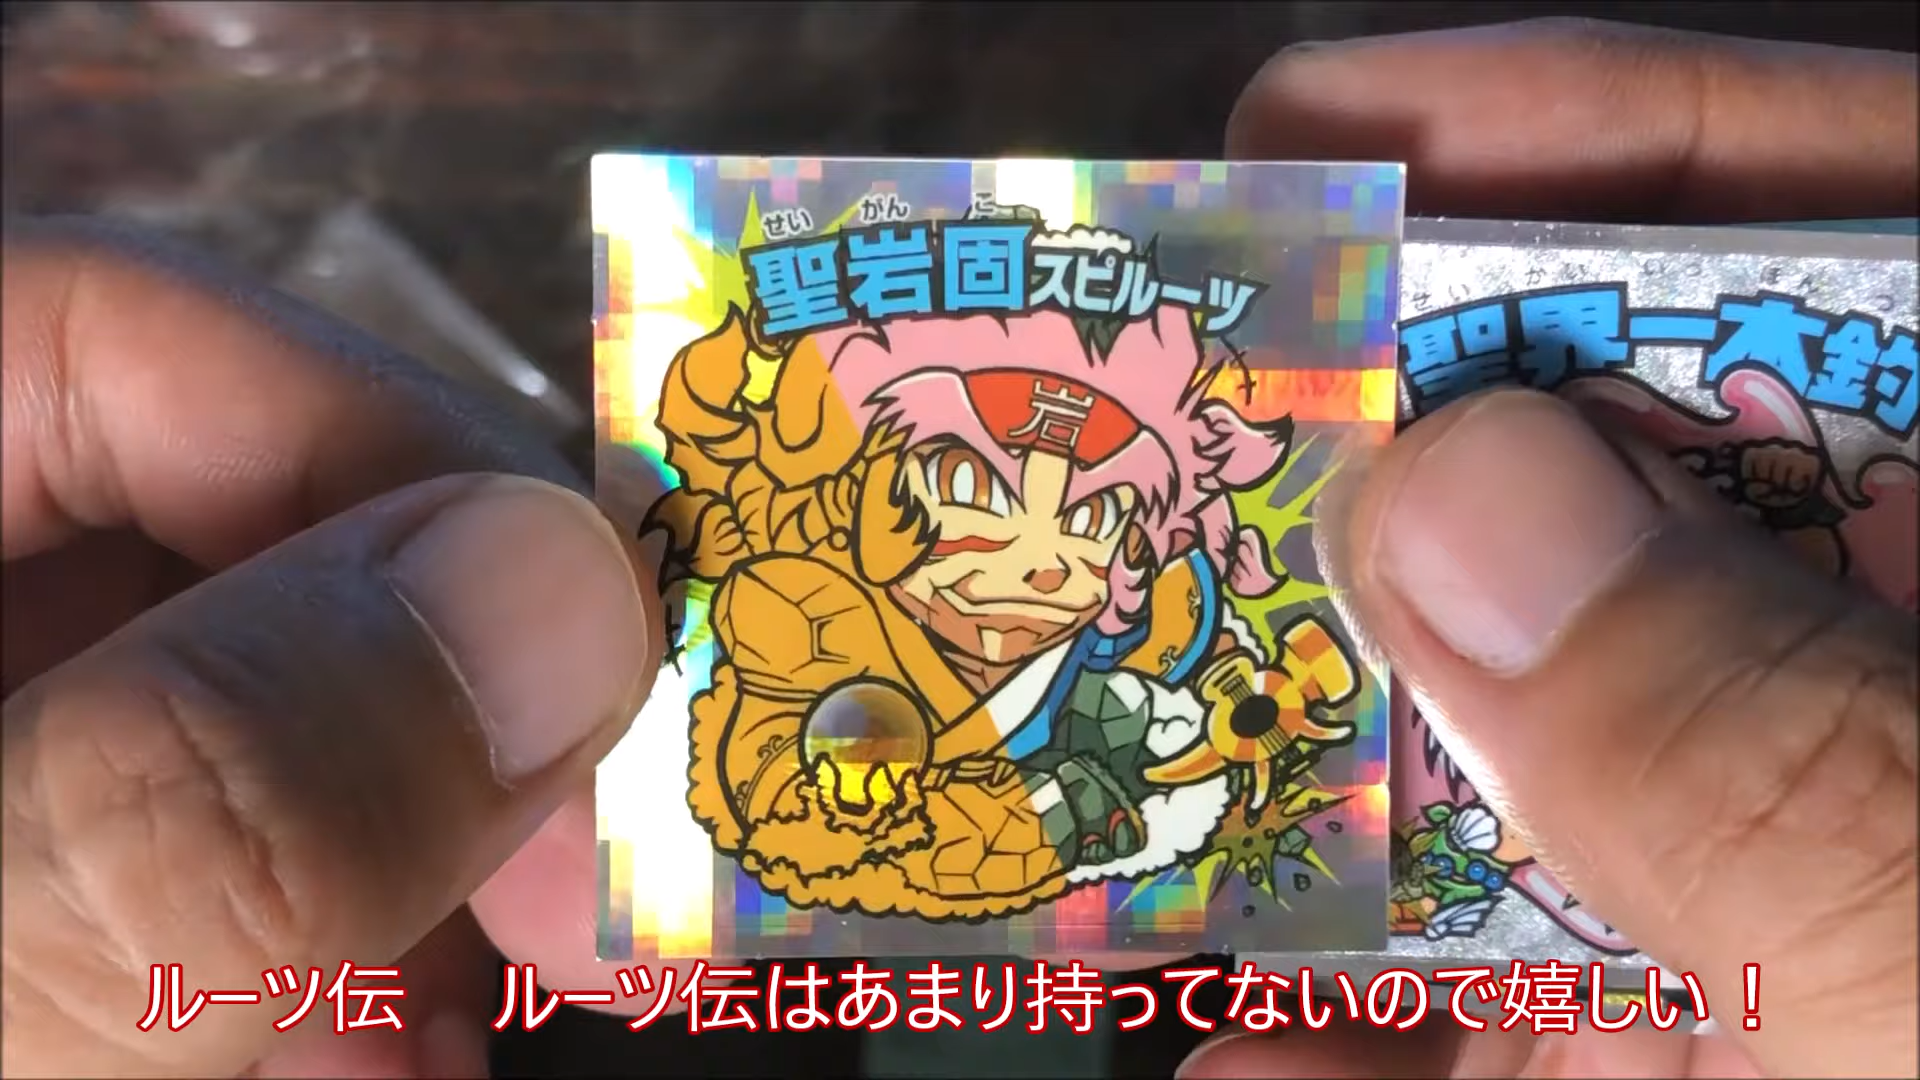 せい がん こ
聖岩固スピルーツ
岩
せいかいいっぽんづ
聖界一本釣
ルーツ伝 ルーツ伝はあまり持ってないので嬉しい！